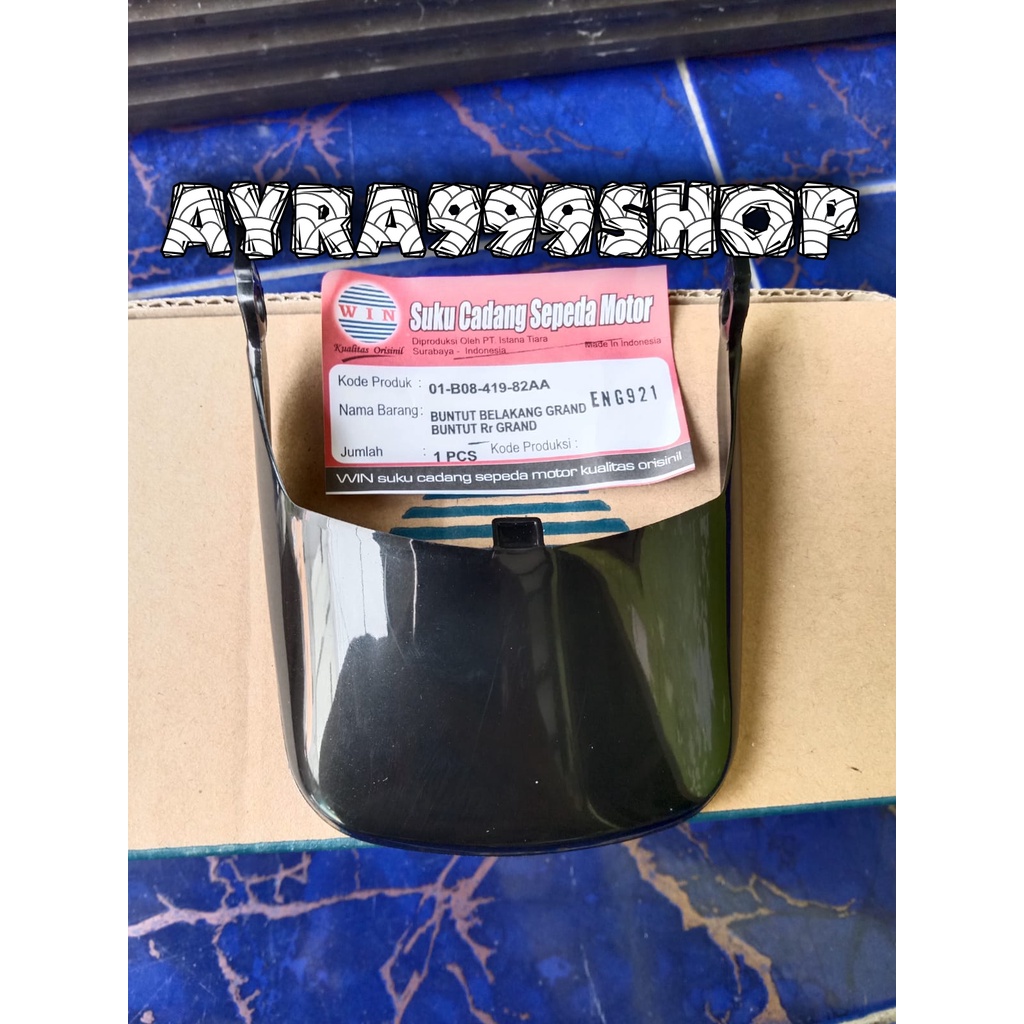 AYRA999SHOP
WIN
Kualitas Orisinil
Suku Cadang Sepeda Motor
Diproduksi Oleh PT. Istana Tiara
Surabaya - Indonesia
Made In Indonesia
Kode Produk : 01-B08-419-82AA
Nama Barang : BUNTUT BELAKANG GRAND
BUNTUT Rr GRAND
ENG921
Jumlah : 1 PCS Kode Produksi :
WIN suku cadang sepeda motor kualitas orisinil